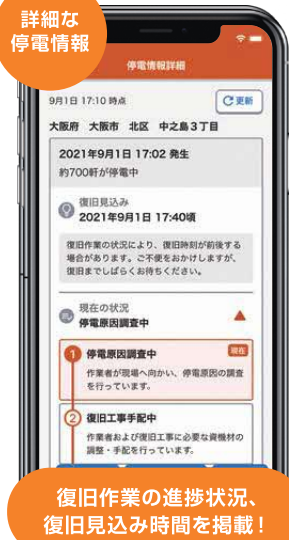 詳細な
停電情報
停電情報詳細
9月1日 17:10 時点
更新
大阪府 大阪市 北区 中之島3丁目
2021年9月1日 17:02 発生
約700軒が停電中
復旧見込み
2021年9月1日 17:40頃
復旧作業の状況により、復旧時刻が前後する
場合があります。ご不便をおかけしますが、
復旧までしばらくお待ちください。
現在の状況
停電原因調査中
1 停電原因調査中 現在
作業者が現場へ向かい、停電原因の調査
を行っています。
2 復旧工事手配中
作業者および復旧工事に必要な資機材の
調整・手配を行っています。
復旧作業の進捗状況、
復旧見込み時間を掲載!